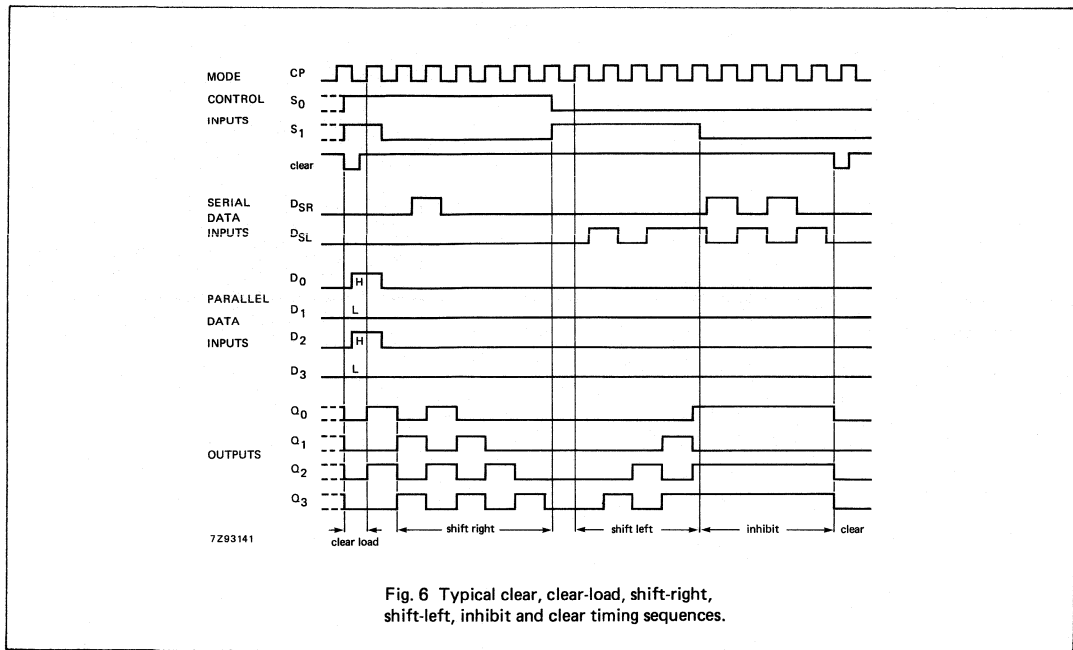 MODE CP
CONTROL S0
INPUTS S1
clear
SERIAL DSR
DATA
INPUTS DSL
D0 H
PARALLEL D1 L
DATA
INPUTS D2 H
D3 L
Q0
Q1
OUTPUTS
Q2
Q3
7Z93141
clear load
shift right
shift left
inhibit
clear
Fig. 6 Typical clear, clear-load, shift-right,
shift-left, inhibit and clear timing sequences.